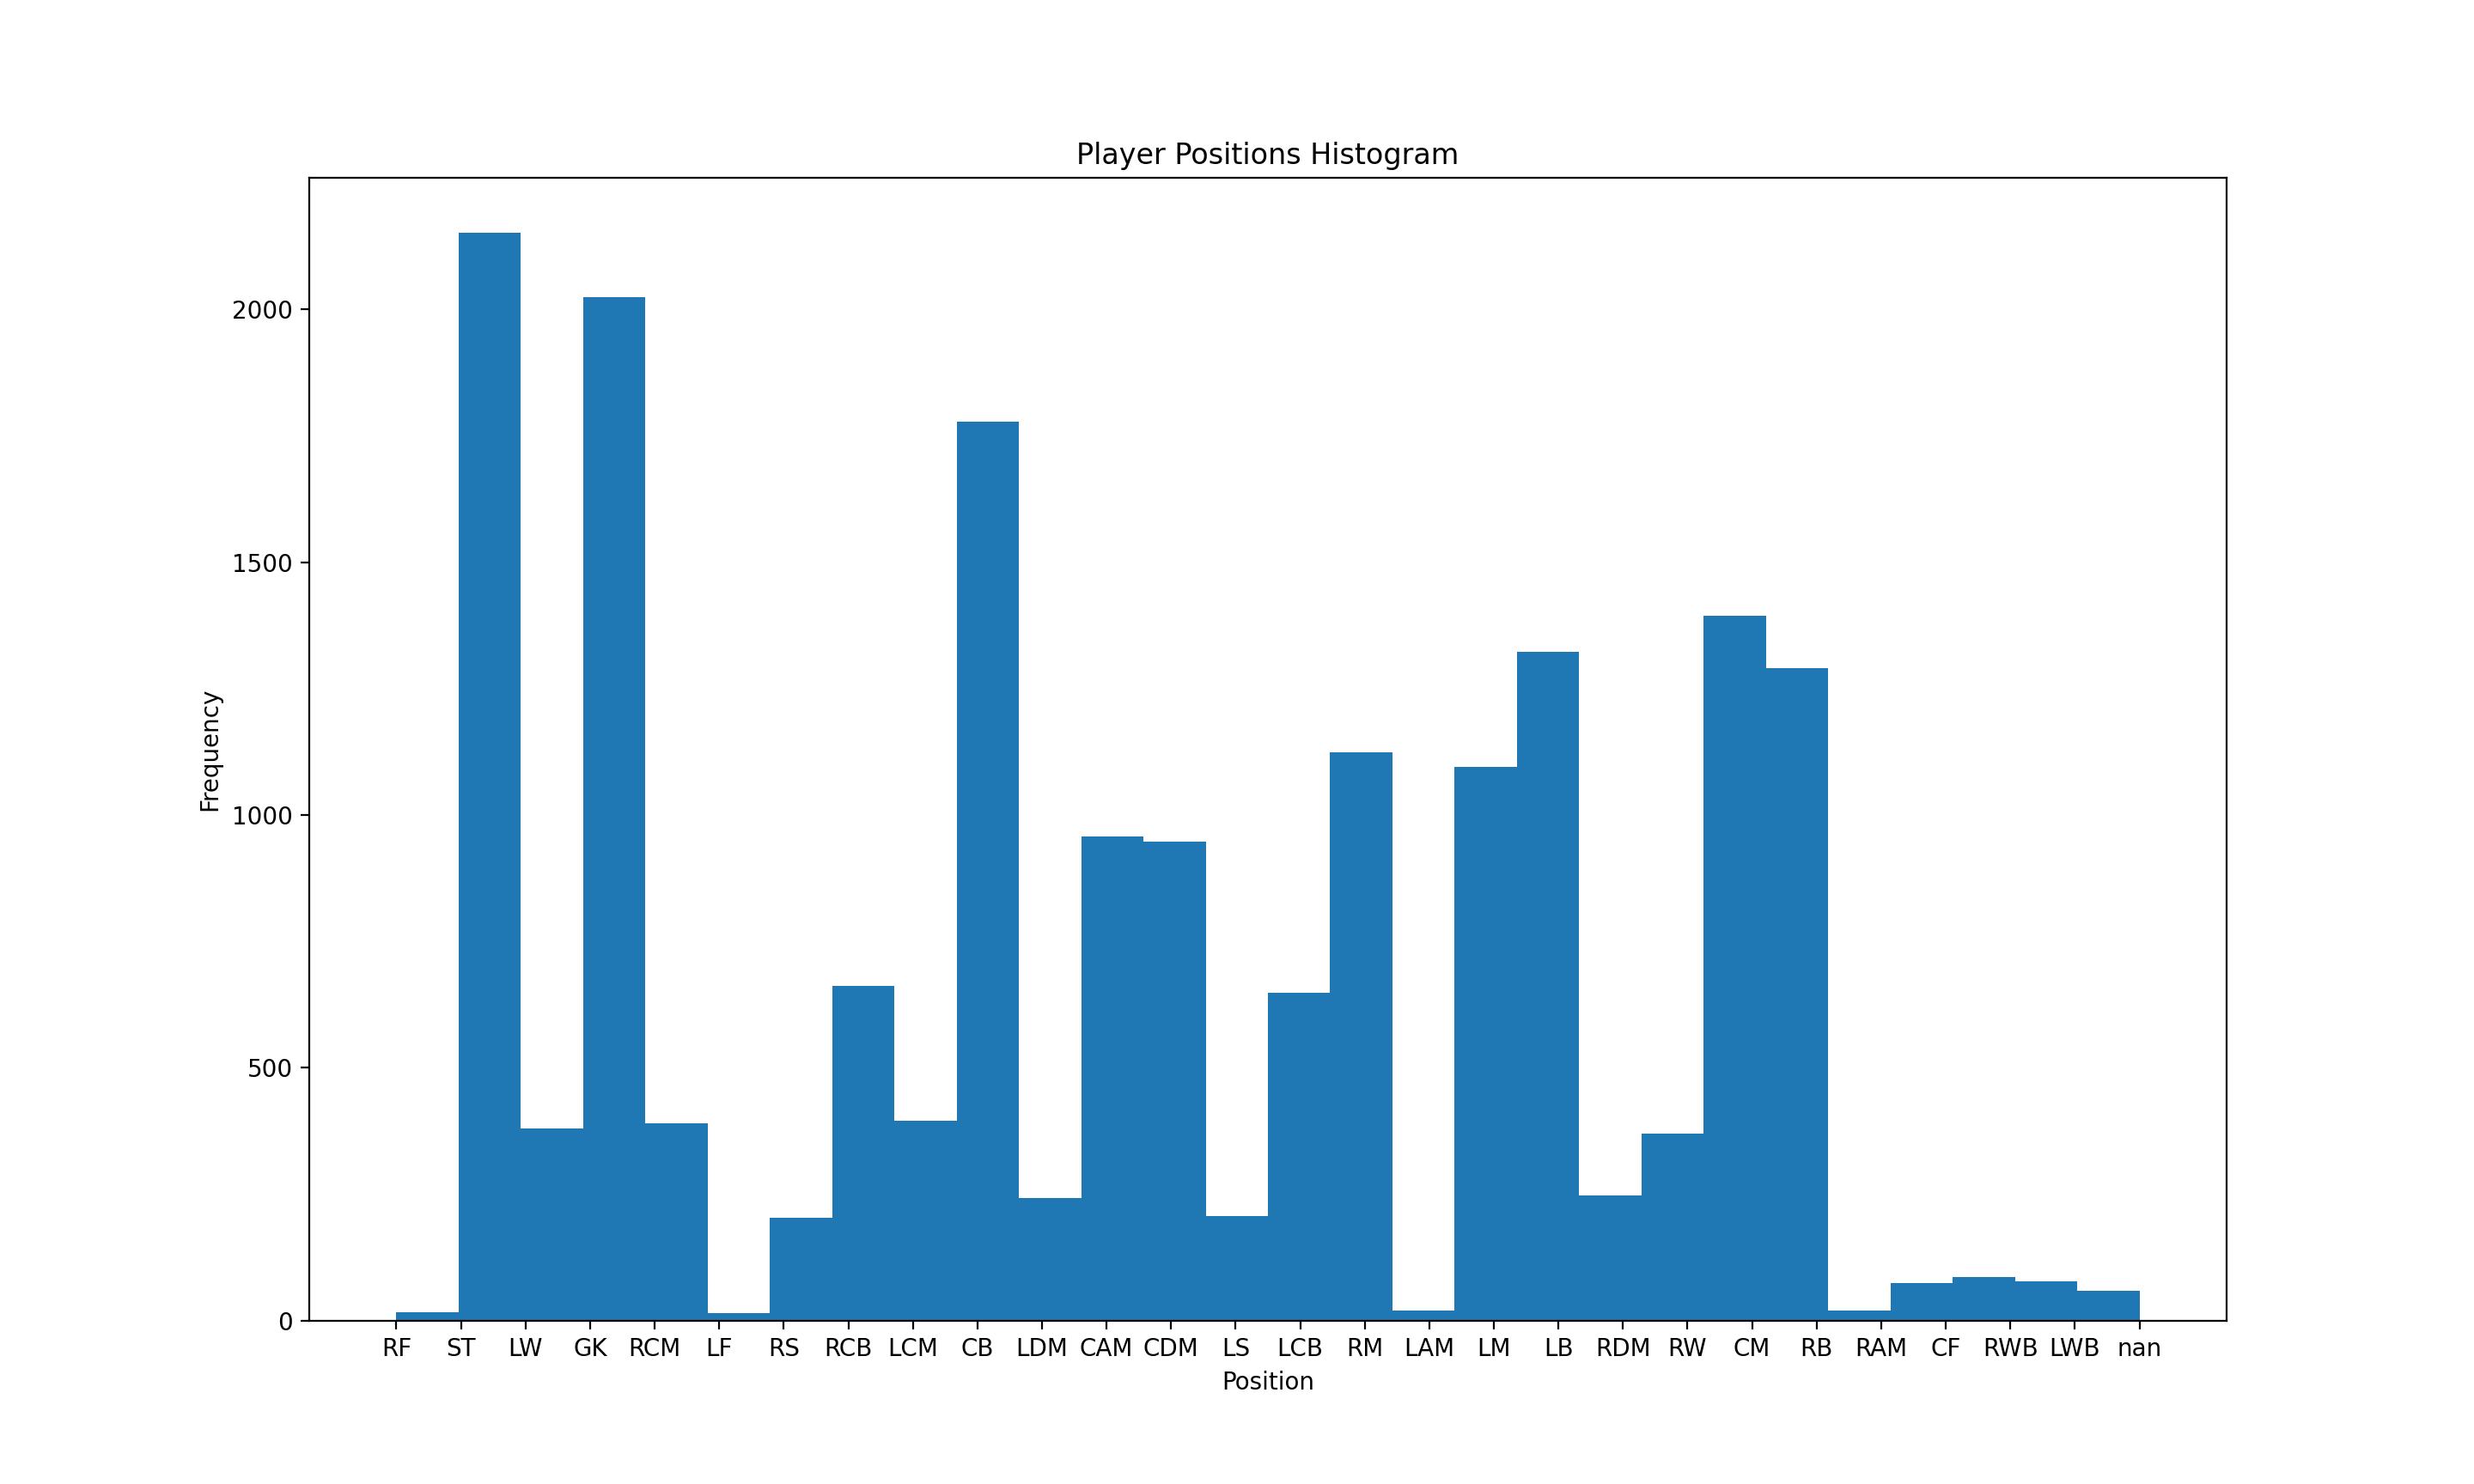 Player Positions Histogram
2000
1500
1000
500
0
Frequency
RF ST LW GK RCM LF RS RCB LCM CB LDM CAM CDM LS LCB RM LAM LM LB RDM RW CM RB RAM CF RWB LWB nan
Position